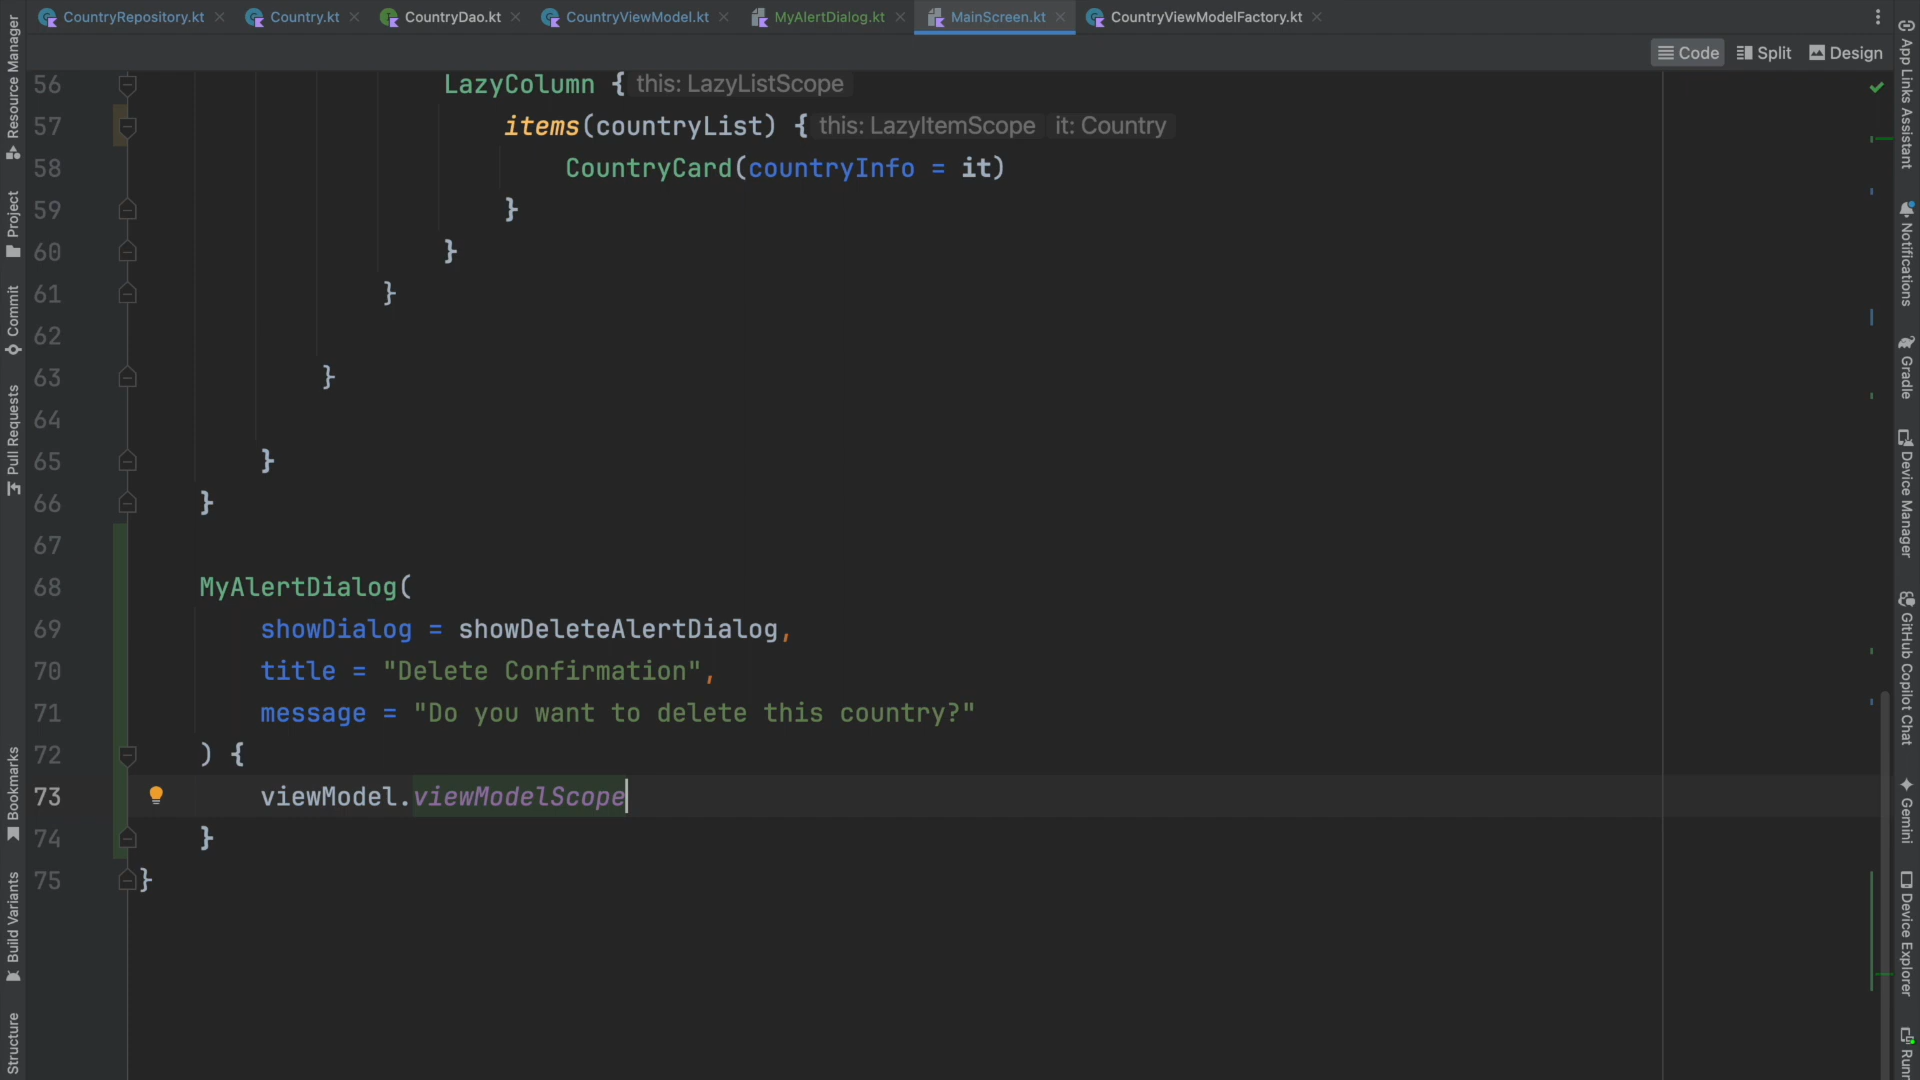 CountryRepository.kt
Country.kt
CountryDao.kt
CountryViewModel.kt
MyAlertDialog.kt
MainScreen.kt
CountryViewModelFactory.kt
Code
Split
Design
Resource Manager
Project
Commit
Pull Requests
Bookmarks
Build Variants
Structure
56 LazyColumn { this: LazyListScope
57 items(countryList) { this: LazyItemScope it: Country
58 CountryCard(countryInfo = it)
59 }
60 }
61 }
62
63 }
64
65 }
66 }
67
68 MyAlertDialog(
69 showDialog = showDeleteAlertDialog,
70 title = "Delete Confirmation",
71 message = "Do you want to delete this country?"
72 ) {
73 viewModel.viewModelScope
74 }
75 }
App Links Assistant
Notifications
Gradle
Device Manager
GitHub Copilot Chat
Gemini
Device Explorer